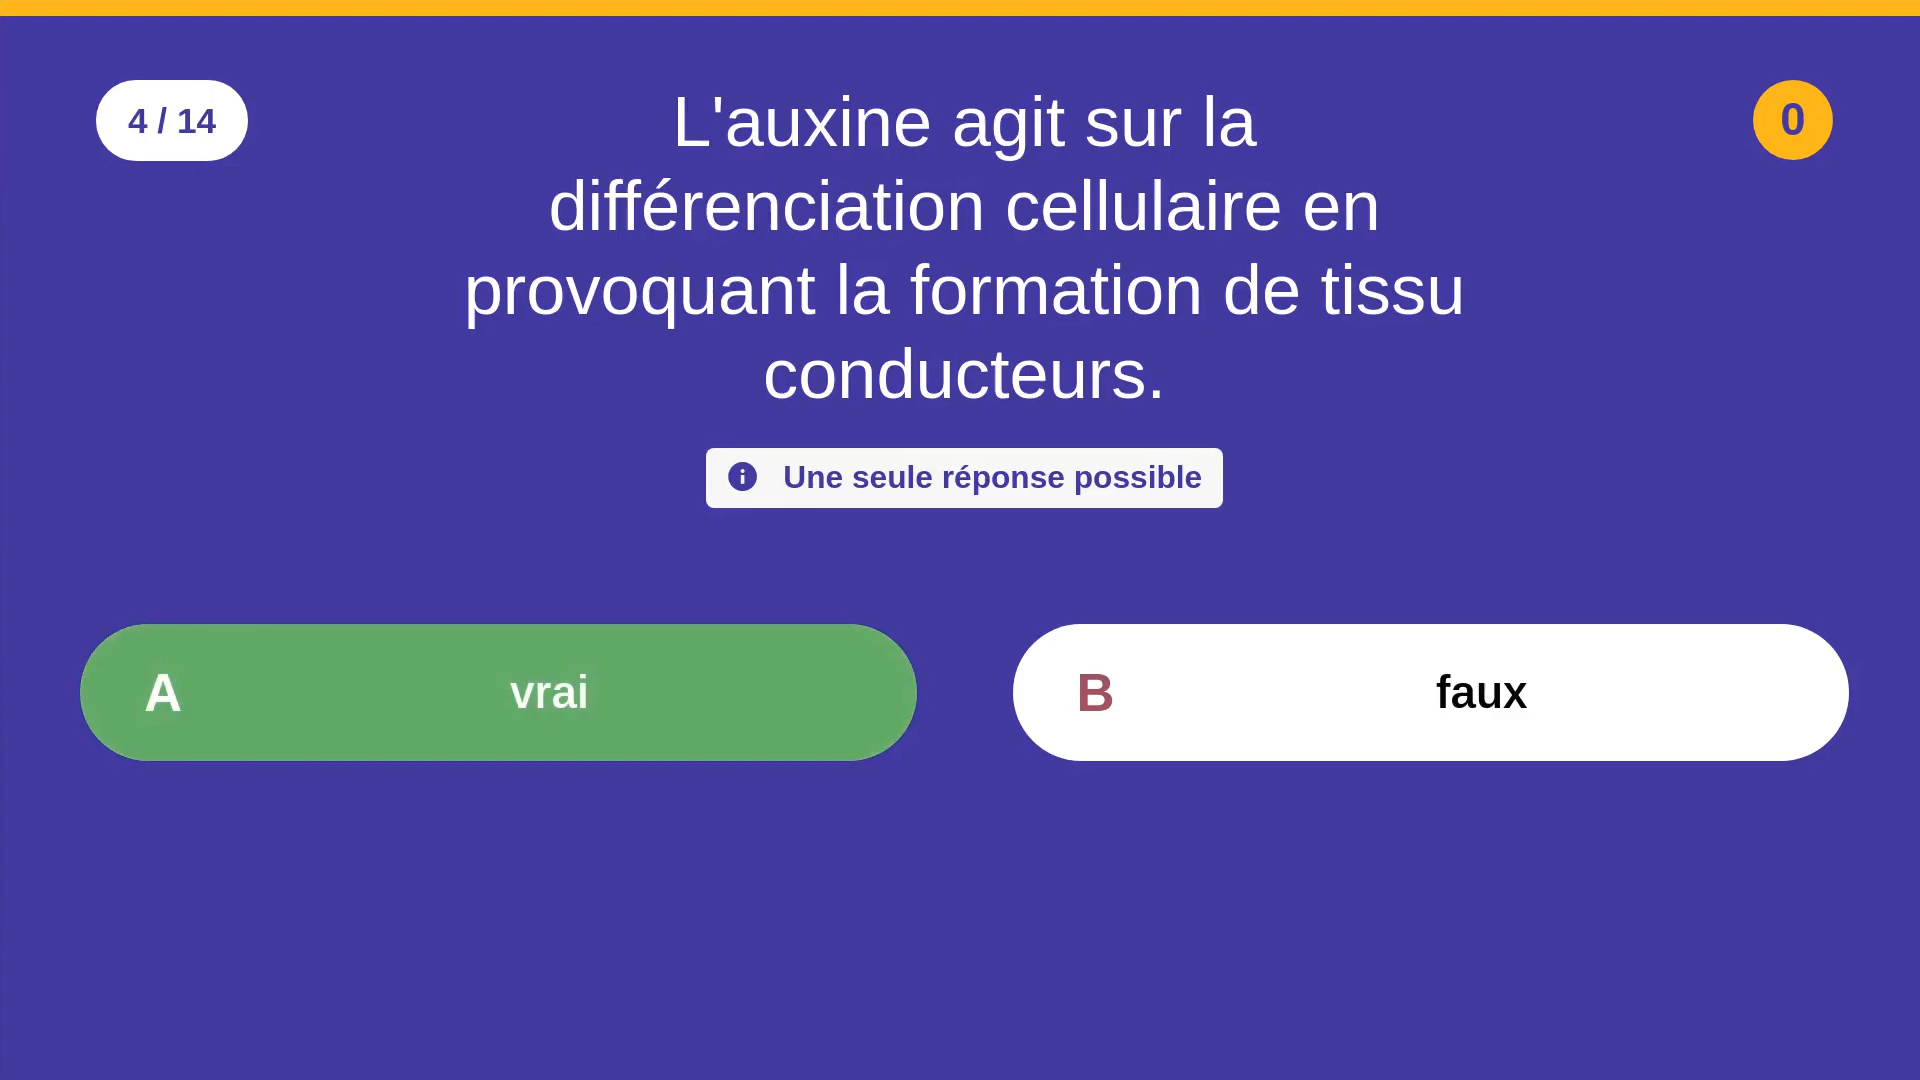 4 / 14
0
L'auxine agit sur la
différenciation cellulaire en
provoquant la formation de tissu
conducteurs.
Une seule réponse possible
A vrai
B faux